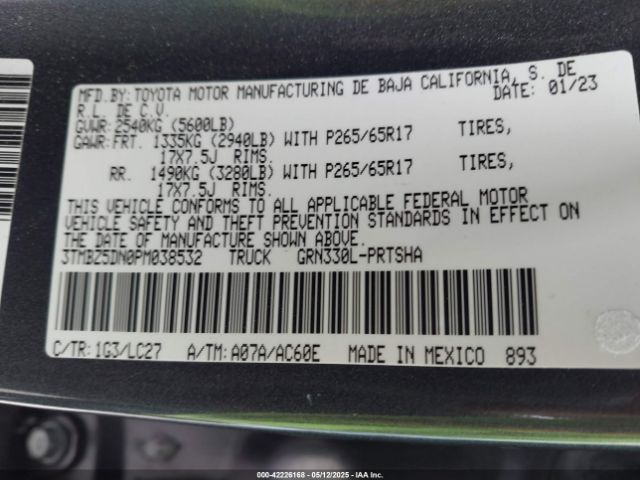 MFD.BY: TOYOTA MOTOR MANUFACTURING DE BAJA CALIFORNIA, S. DE
R.L. DE C.V. DATE: 01/23
GVWR: 2540KG (5600LB)
GAWR: FRT. 1335KG (2940LB) WITH P265/65R17 TIRES,
17X7.5J RIMS.
RR. 1490KG (3280LB) WITH P265/65R17 TIRES,
17X7.5J RIMS.
THIS VEHICLE CONFORMS TO ALL APPLICABLE FEDERAL MOTOR
VEHICLE SAFETY AND THEFT PREVENTION STANDARDS IN EFFECT ON
THE DATE OF MANUFACTURE SHOWN ABOVE.
3TMBZ5DN0PM038532 TRUCK GRN330L-PRTSHA
C/TR: 1G3/LC27 A/TM: A07A/AC60E MADE IN MEXICO 893
000-42226168 - 05/12/2025 - IAA Inc.